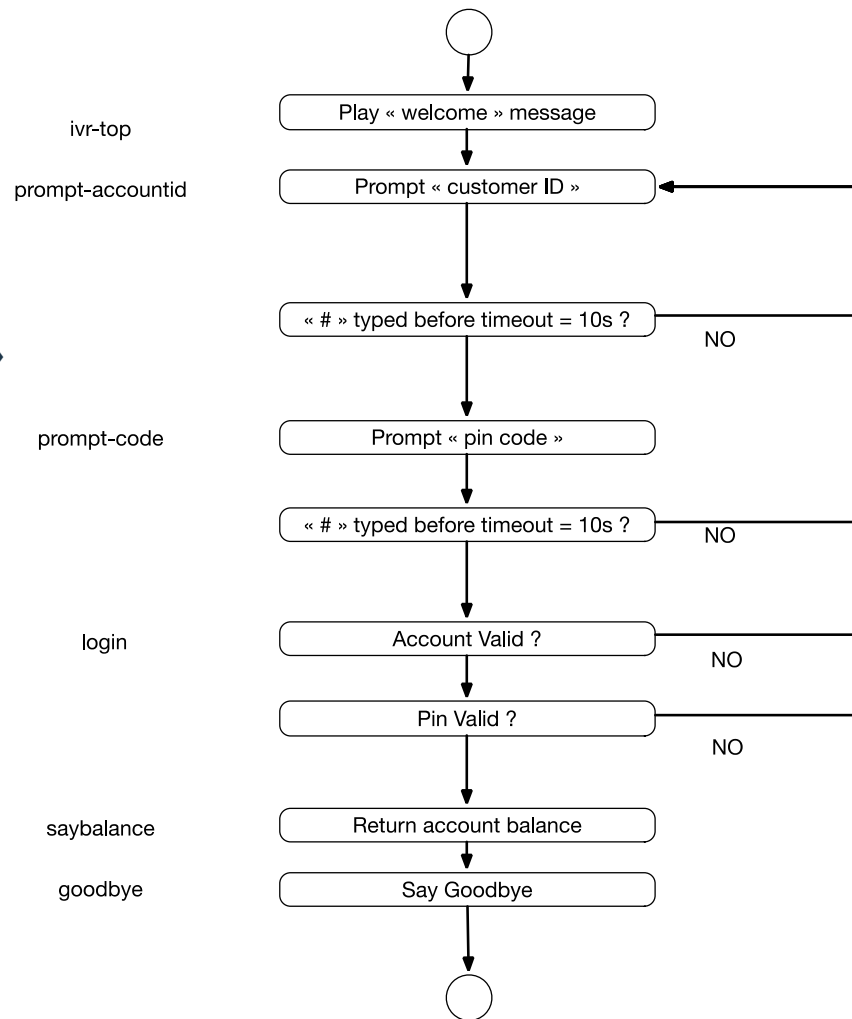 Play « welcome » message
ivr-top
prompt-accountid
Prompt « customer ID »
« # » typed before timeout = 10s ?
NO
prompt-code
Prompt « pin code »
« # » typed before timeout = 10s ?
NO
login
Account Valid ?
NO
Pin Valid ?
NO
saybalance
Return account balance
goodbye
Say Goodbye